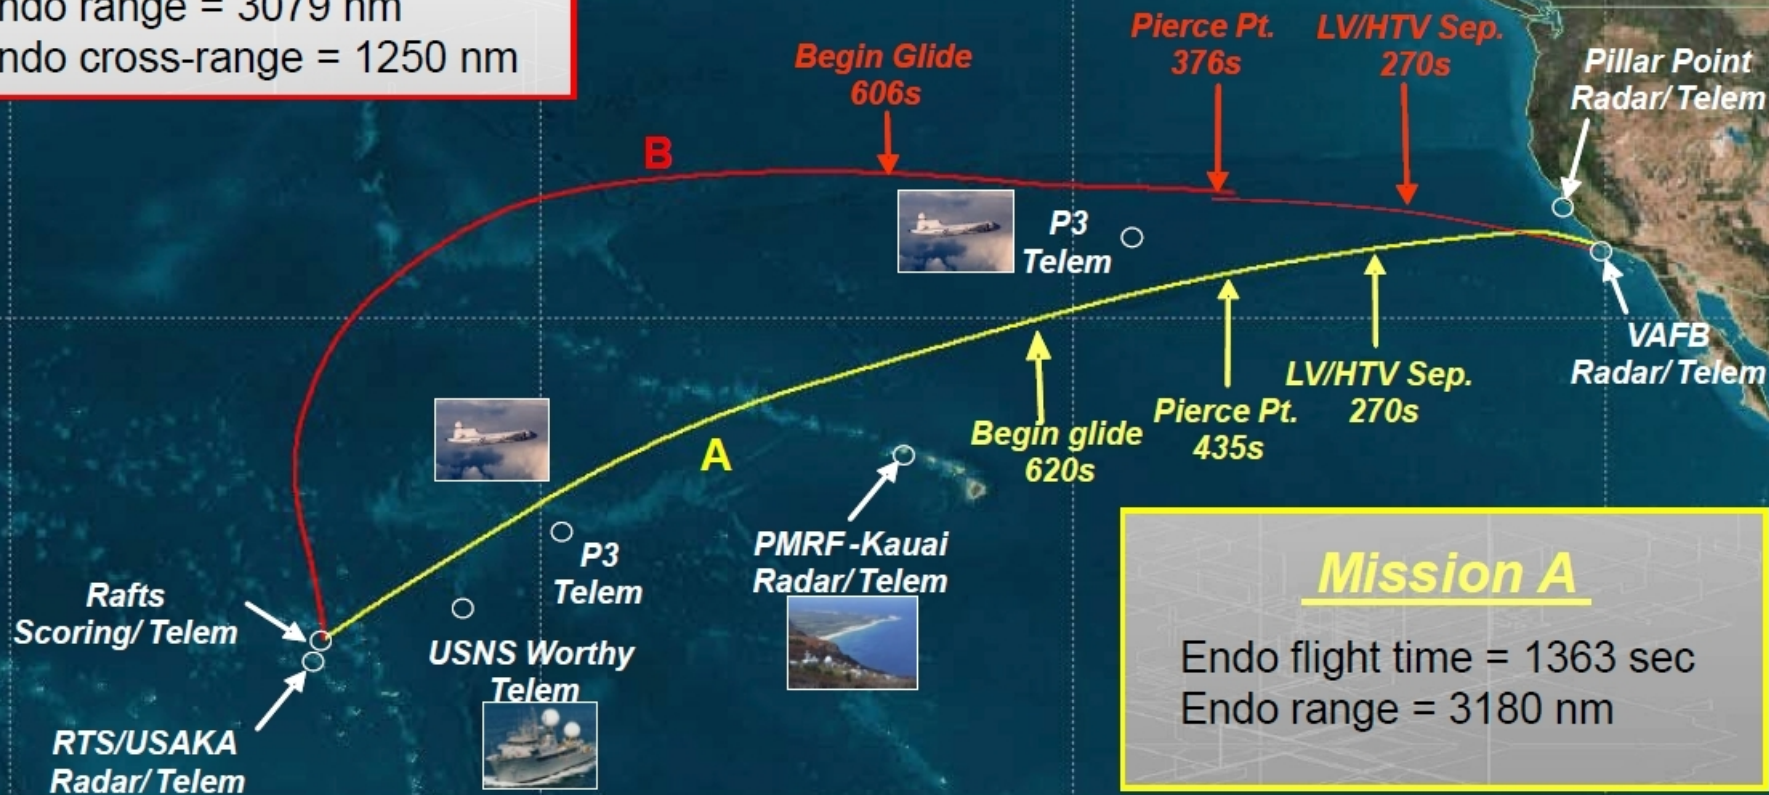 ndo range = 3079 nm
ndo cross-range = 1250 nm
Begin Glide
606s
Pierce Pt.
376s
LV/HTV Sep.
270s
Pillar Point
Radar/ Telem
B
P3
Telem
VAFB
Radar/ Telem
LV/HTV Sep.
270s
Pierce Pt.
435s
Begin glide
620s
A
PMRF -Kauai
Radar/ Telem
P3
Telem
Rafts
Scoring/ Telem
USNS Worthy
Telem
RTS/USAKA
Radar/ Telem
Mission A
Endo flight time = 1363 sec
Endo range = 3180 nm